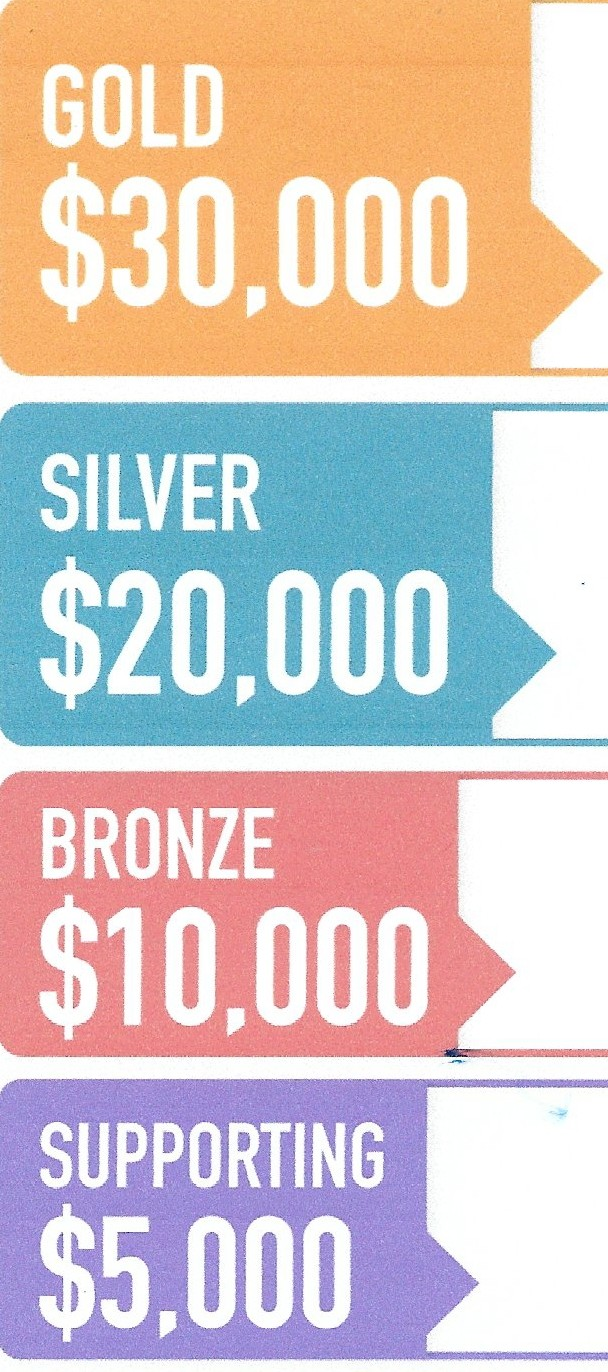 GOLD
$30,000
SILVER
$20,000
BRONZE
$10,000
SUPPORTING
$5,000